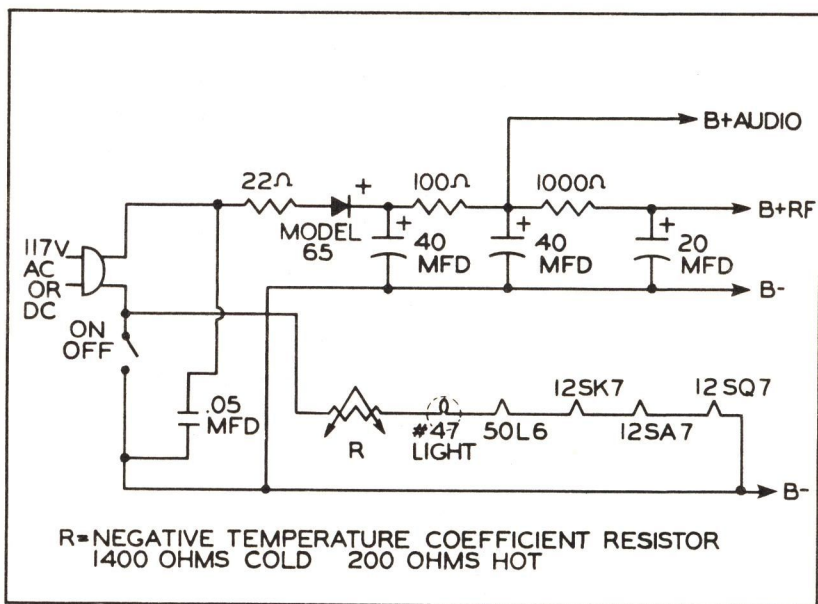 B+AUDIO
22Ω
+
100Ω
1000Ω
B+RF
MODEL
65
+
40
MFD
+
40
MFD
+
20
MFD
117V
AC
OR
DC
B-
ON
OFF
.05
MFD
R
#47
LIGHT
50L6
12SK7
12SA7
12SQ7
B-
R=NEGATIVE TEMPERATURE COEFFICIENT RESISTOR
1400 OHMS COLD 200 OHMS HOT